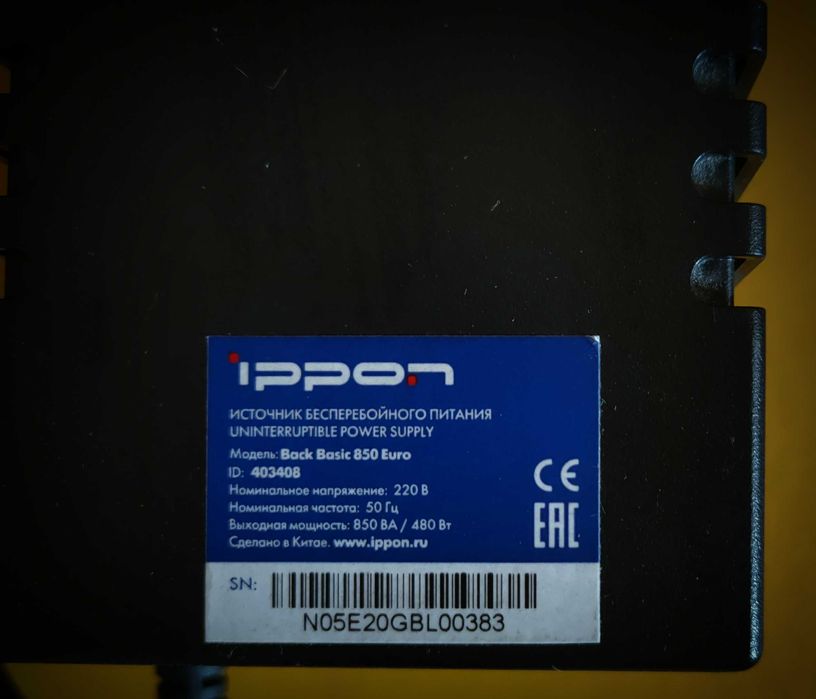 ippon
ИСТОЧНИК БЕСПЕРЕБОЙНОГО ПИТАНИЯ
UNINTERRUPTIBLE POWER SUPPLY
Модель: Back Basic 850 Euro
ID: 403408
Номинальное напряжение: 220 В
Номинальная частота: 50 Гц
Выходная мощность: 850 ВА / 480 Вт
Сделано в Китае. www.ippon.ru
CE
EAC
SN:
N05E20GBL00383